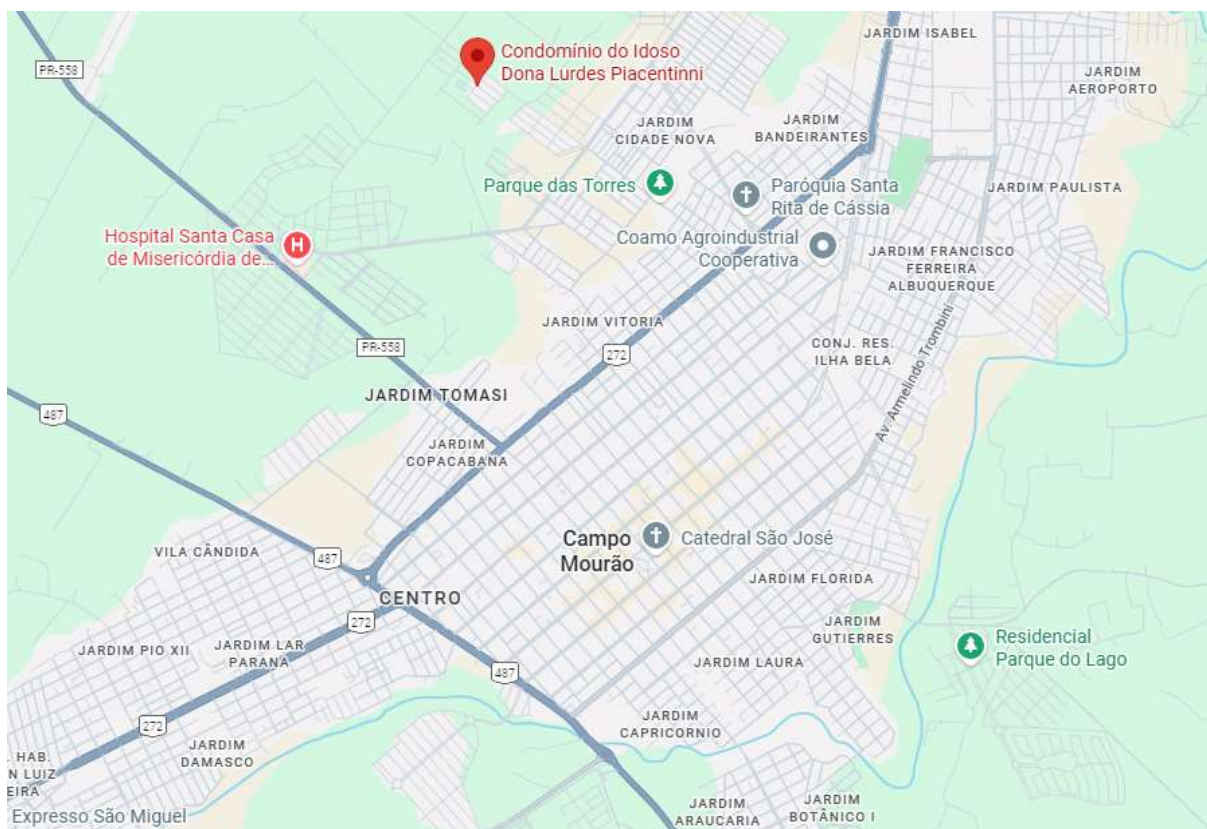 JARDIM ISABEL
Condomínio do Idoso
Dona Lurdes Piacentinni
PR-558
JARDIM
AEROPORTO
JARDIM
CIDADE NOVA
JARDIM
BANDEIRANTES
Parque das Torres
Paróquia Santa
Rita de Cássia
JARDIM PAULISTA
Hospital Santa Casa
de Misericórdia de...
Coamo Agroindustrial
Cooperativa
JARDIM FRANCISCO
FERREIRA
ALBUQUERQUE
JARDIM VITORIA
PR-558
272
CONJ. RES.
ILHA BELA
Av. Armelindo Trombini
JARDIM TOMASI
487
JARDIM
COPACABANA
Campo
Mourão
Catedral São José
VILA CÂNDIDA
487
CENTRO
JARDIM FLORIDA
272
JARDIM
GUTIERRES
JARDIM PIO XII
JARDIM LAR
PARANA
Residencial
Parque do Lago
JARDIM LAURA
487
272
JARDIM
CAPRICORNIO
JARDIM
DAMASCO
. HAB.
N LUIZ
EIRA
Expresso São Miguel
JARDIM
ARAUCARIA
JARDIM
BOTÂNICO I